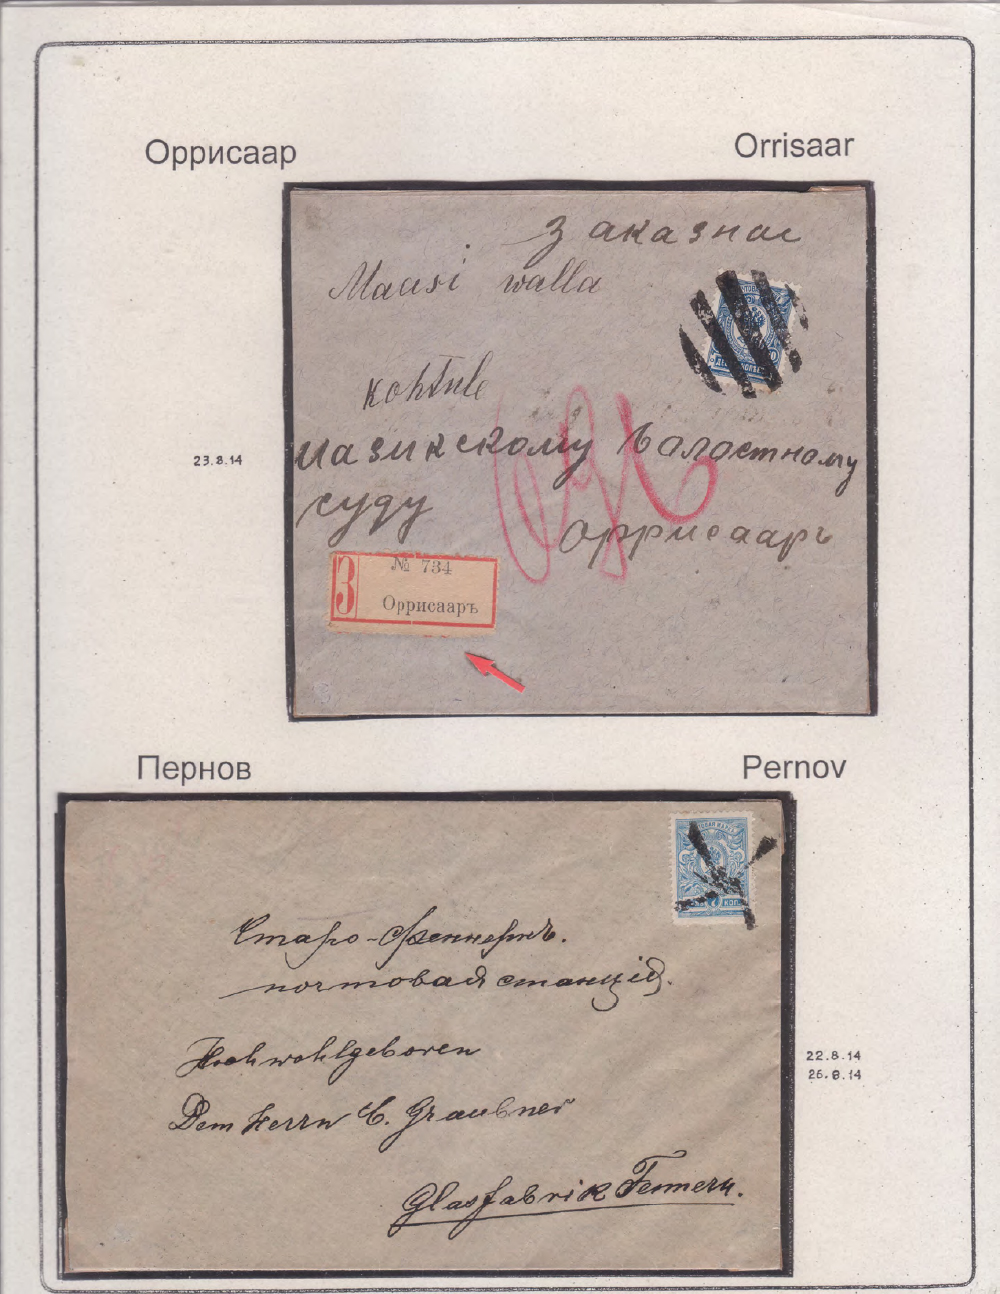 Оррисаар
Orrisaar
Заказное
Maasi walla
kohtule
23.8.14
Мазикскому Волостному
суду
Оррисааръ
№ 734
З
Оррисааръ
Пернов
Pernov
КОП.
Старо-Феннернъ.
почтовая станція.
Hochwohlgeboren
22.8.14
26.8.14
Dem Herrn C. Graubner
Glasfabrik Fennern.